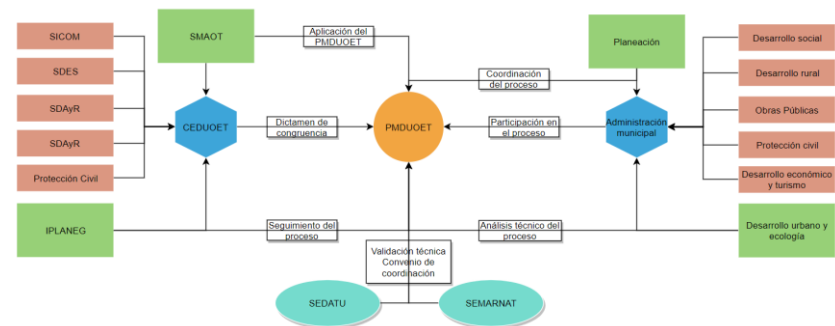 SICOM
SMAOT
Aplicación del
PMDUOET
Planeación
Desarrollo social
SDES
Coordinación
del proceso
Desarrollo rural
SDAyR
CEDUOET
Dictamen de
congruencia
PMDUOET
Participación en
el proceso
Administración
municipal
Obras Públicas
SDAyR
Protección civil
Protección Civil
Desarrollo económico
y turismo
IPLANEG
Seguimiento del
proceso
Análisis técnico del
proceso
Desarrollo urbano y
ecología
Validación técnica
Convenio de
coordinación
SEDATU
SEMARNAT